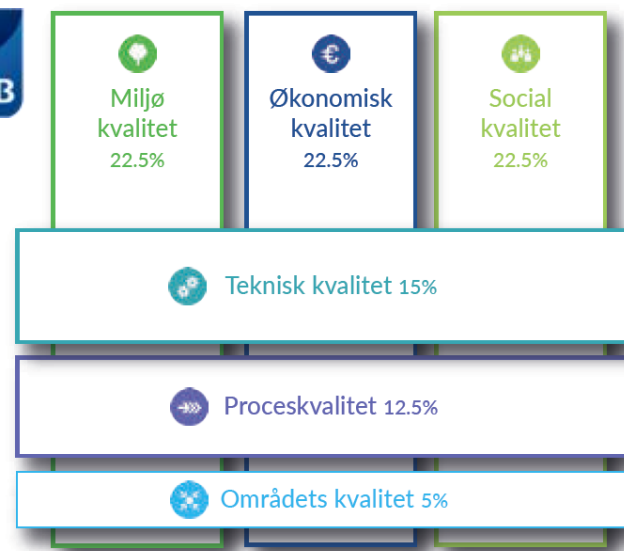 B
Miljø
kvalitet
22.5%
Økonomisk
kvalitet
22.5%
Social
kvalitet
22.5%
Teknisk kvalitet 15%
Proceskvalitet 12.5%
Områdets kvalitet 5%